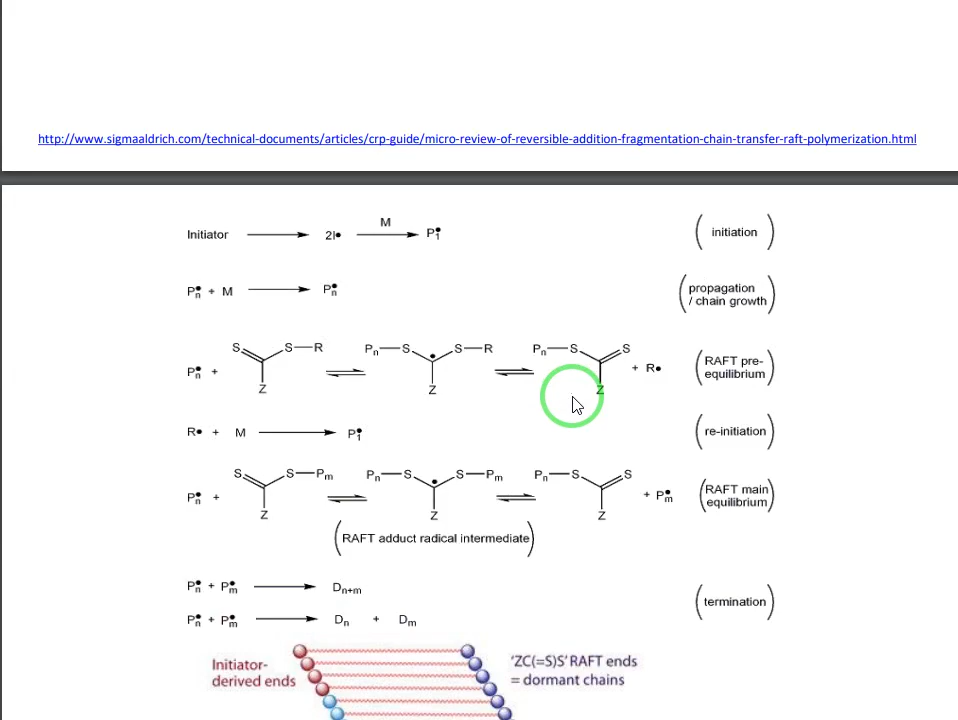 http://www.sigmaaldrich.com/technical-documents/articles/crp-guide/micro-review-of-reversible-addition-fragmentation-chain-transfer-raft-polymerization.html
Initiator 2I• M P1• (initiation)
Pn• + M Pn• (propagation / chain growth)
Pn• + S S—R Z Pn—S • S—R Z Pn—S S Z + R• (RAFT pre-equilibrium)
R• + M P1• (re-initiation)
Pn• + S S—Pm Z Pn—S • S—Pm Z Pn—S S Z + Pm• (RAFT main equilibrium)
(RAFT adduct radical intermediate)
Pn• + Pm• Dn+m
(termination)
Pn• + Pm• Dn + Dm
Initiator-derived ends
'ZC(=S)S' RAFT ends
= dormant chains